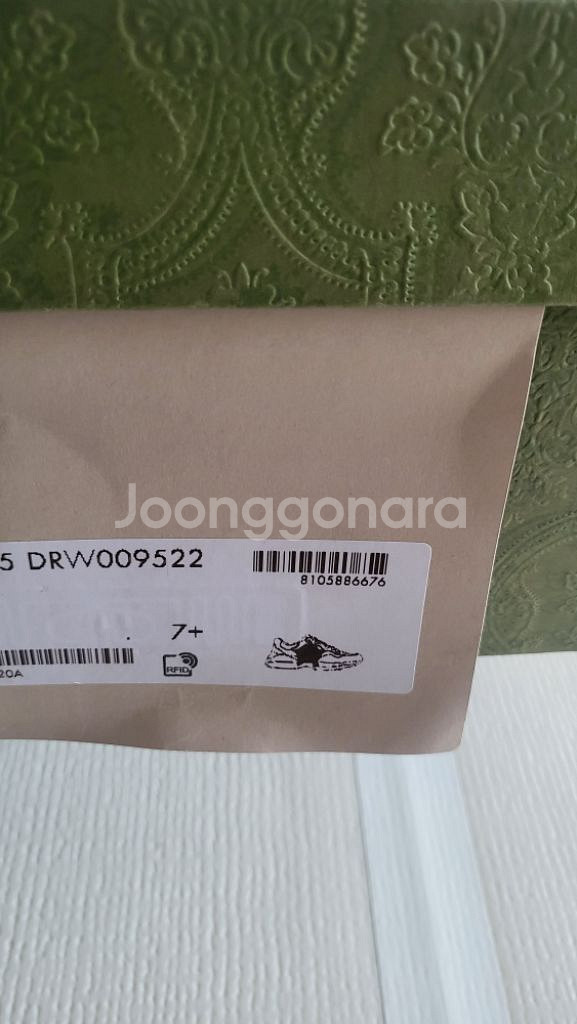 Joonggonara
5 DRW009522
8105886676
. 7+
RFID
20A